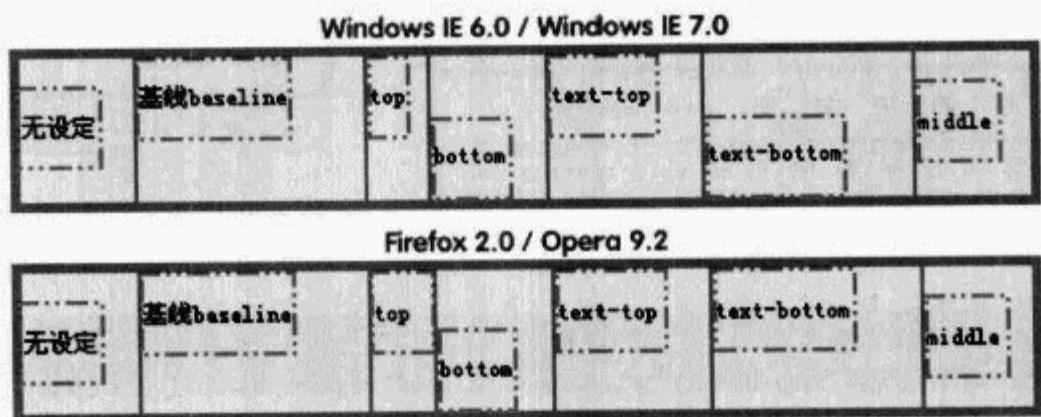 Windows IE 6.0 / Windows IE 7.0
无设定 基线baseline top bottom text-top text-bottom middle
Firefox 2.0 / Opera 9.2
无设定 基线baseline top bottom text-top text-bottom middle